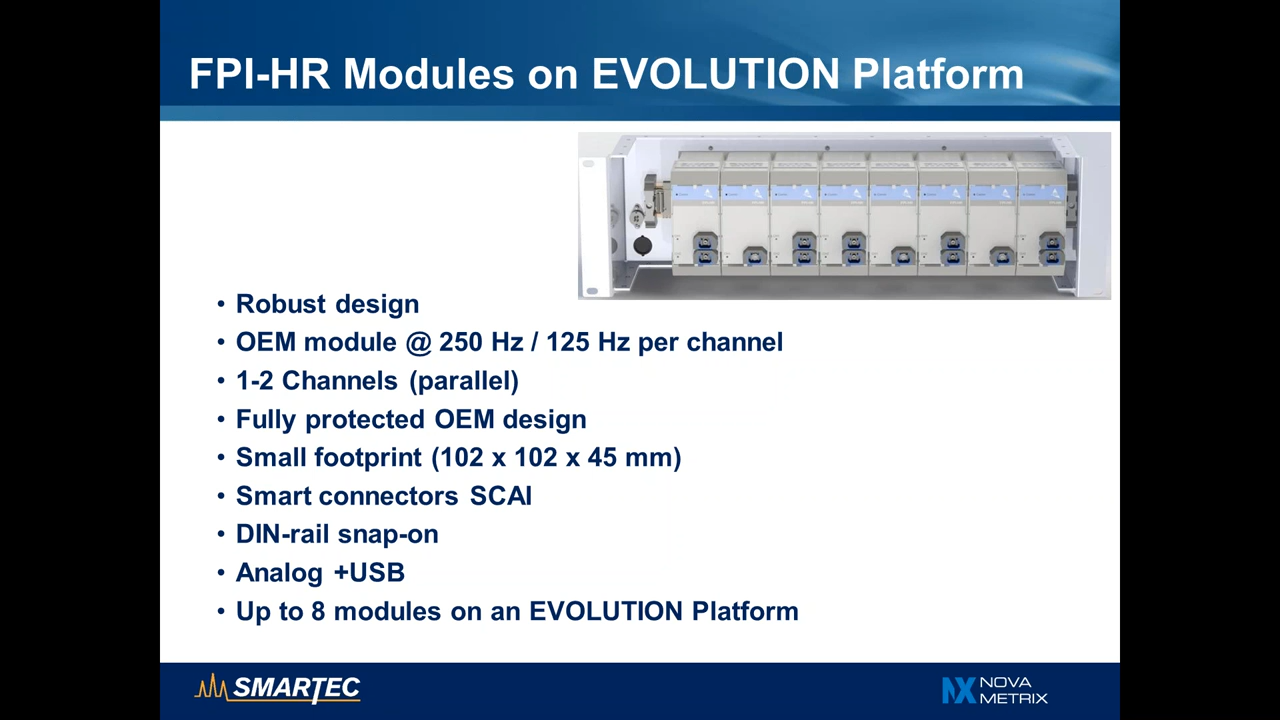 FPI-HR Modules on EVOLUTION Platform
• Robust design
• OEM module @ 250 Hz / 125 Hz per channel
• 1-2 Channels (parallel)
• Fully protected OEM design
• Small footprint (102 x 102 x 45 mm)
• Smart connectors SCAI
• DIN-rail snap-on
• Analog +USB
• Up to 8 modules on an EVOLUTION Platform
SMARTEC
NOVA
METRIX